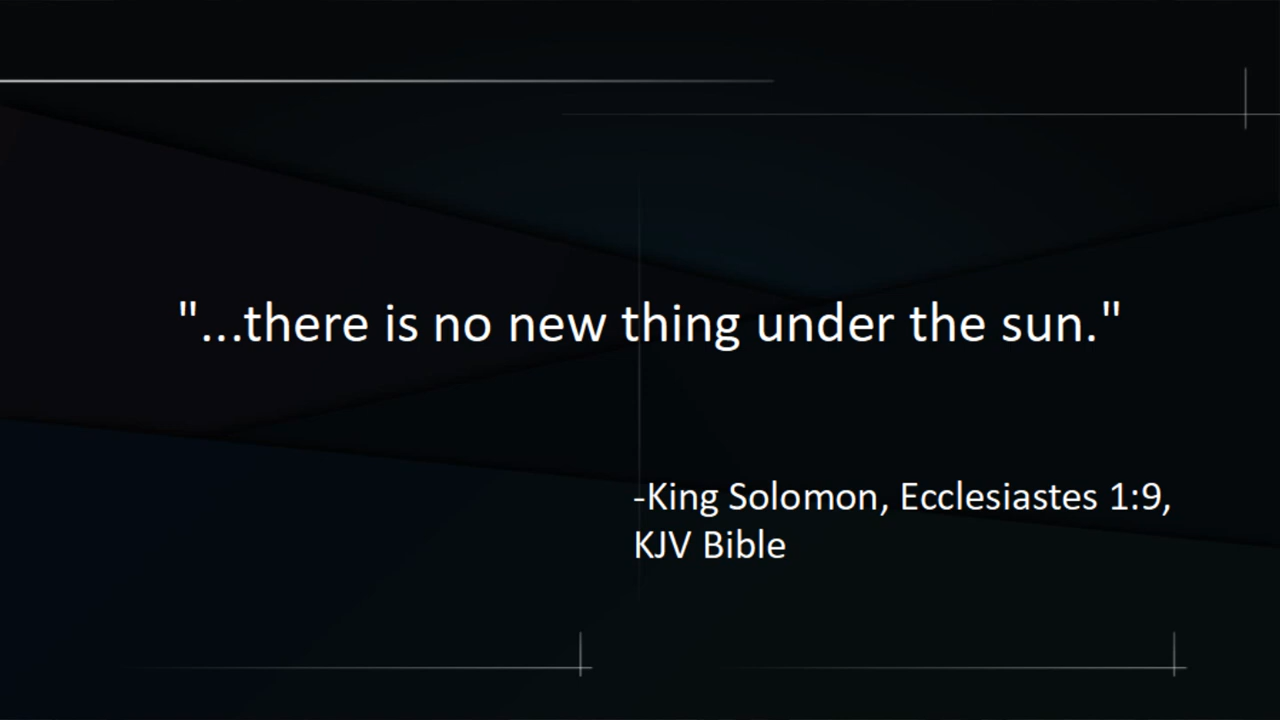 "...there is no new thing under the sun."
-King Solomon, Ecclesiastes 1:9,
KJV Bible